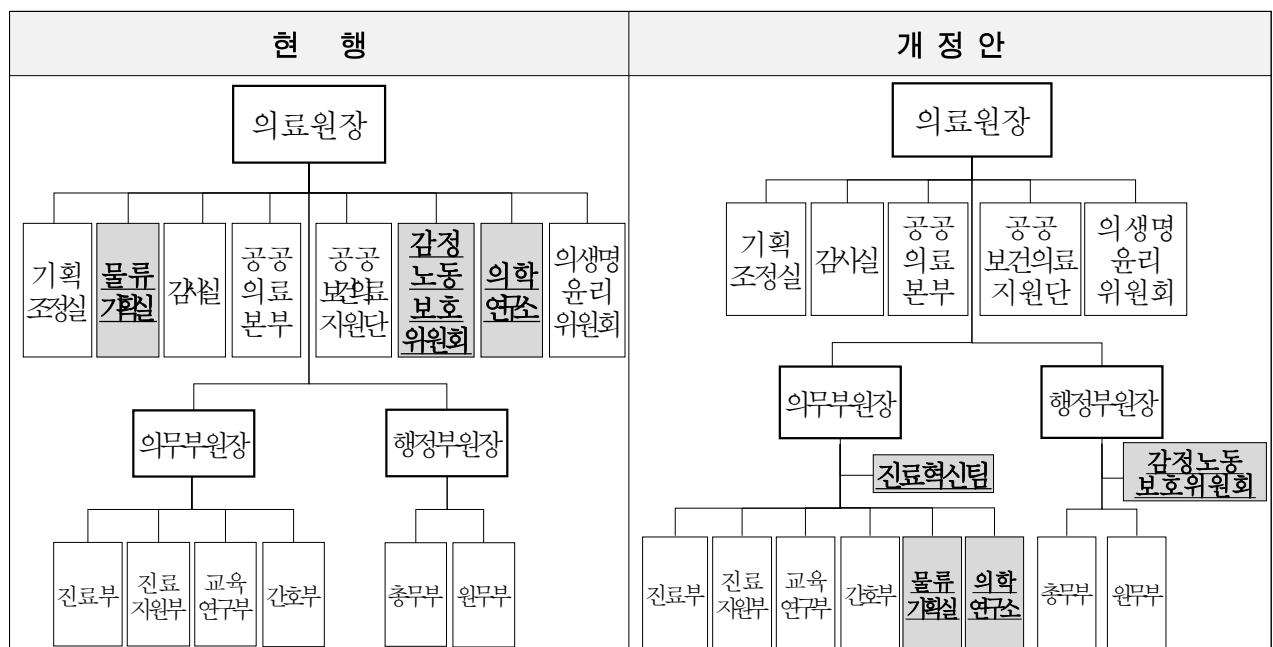 현 행
개 정 안
의료원장
기획
조정실
물류
기획실
감사실
공공
의료
본부
공공
보건의료
지원단
감정
노동
보호
위원회
의학
연구소
의생명
윤리
위원회
의무부원장
행정부원장
진료부
진료
지원부
교육
연구부
간호부
총무부
원무부
의료원장
기획
조정실
감사실
공공
의료
본부
공공
보건의료
지원단
의생명
윤리
위원회
의무부원장
행정부원장
진료혁신팀
감정노동
보호위원회
진료부
진료
지원부
교육
연구부
간호부
물류
기획실
의학
연구소
총무부
원무부